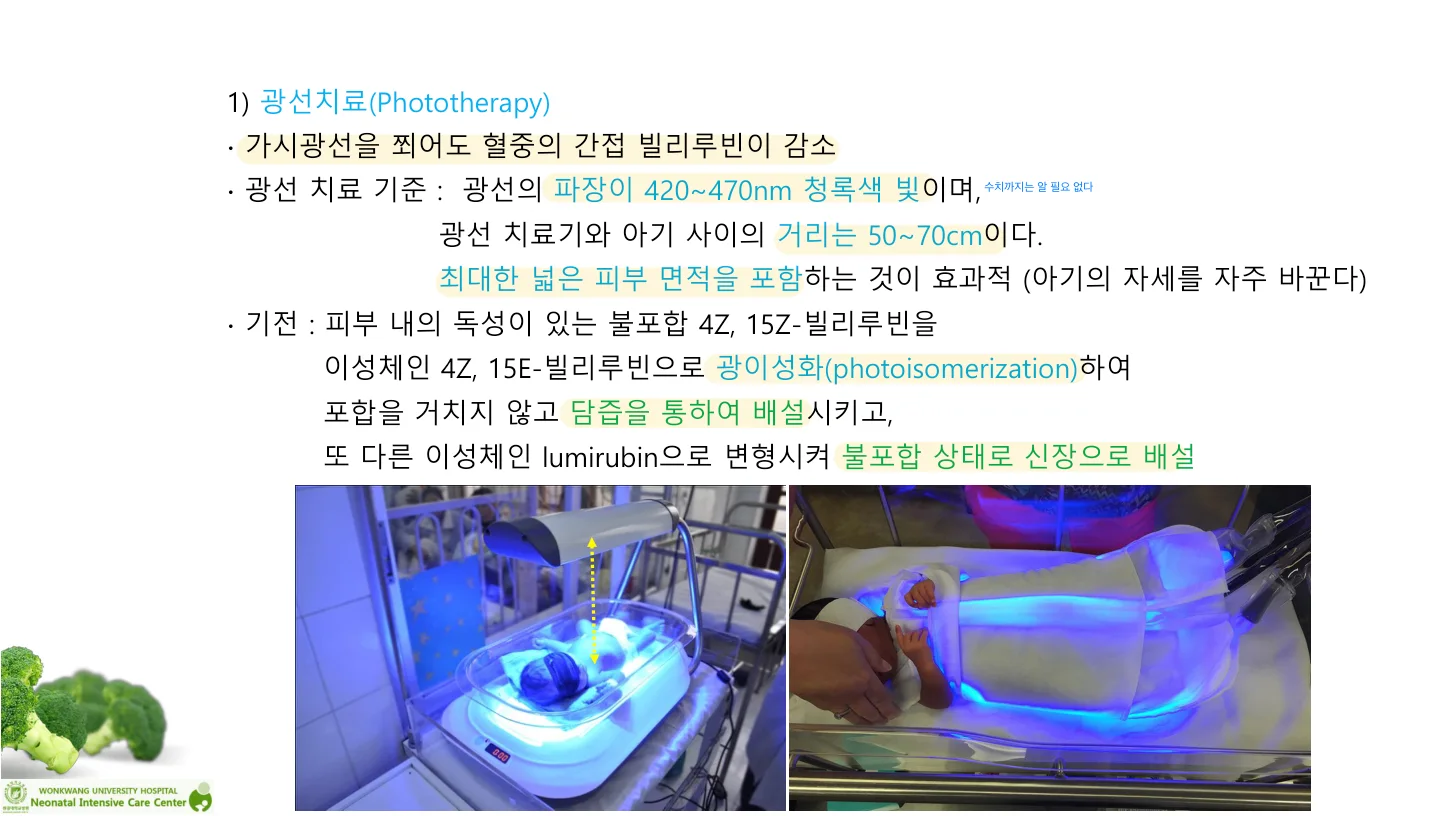 1) 광선치료(Phototherapy)
· 가시광선을 쬐어도 혈중의 간접 빌리루빈이 감소
· 광선 치료 기준 : 광선의 파장이 420~470nm 청록색 빛이며, 수치까지는 알 필요 없다
광선 치료기와 아기 사이의 거리는 50~70cm이다.
최대한 넓은 피부 면적을 포함하는 것이 효과적 (아기의 자세를 자주 바꾼다)
· 기전 : 피부 내의 독성이 있는 불포합 4Z, 15Z-빌리루빈을
이성체인 4Z, 15E-빌리루빈으로 광이성화(photoisomerization)하여
포합을 거치지 않고 담즙을 통하여 배설시키고,
또 다른 이성체인 lumirubin으로 변형시켜 불포합 상태로 신장으로 배설
WONKWANG UNIVERSITY HOSPITAL
Neonatal Intensive Care Center